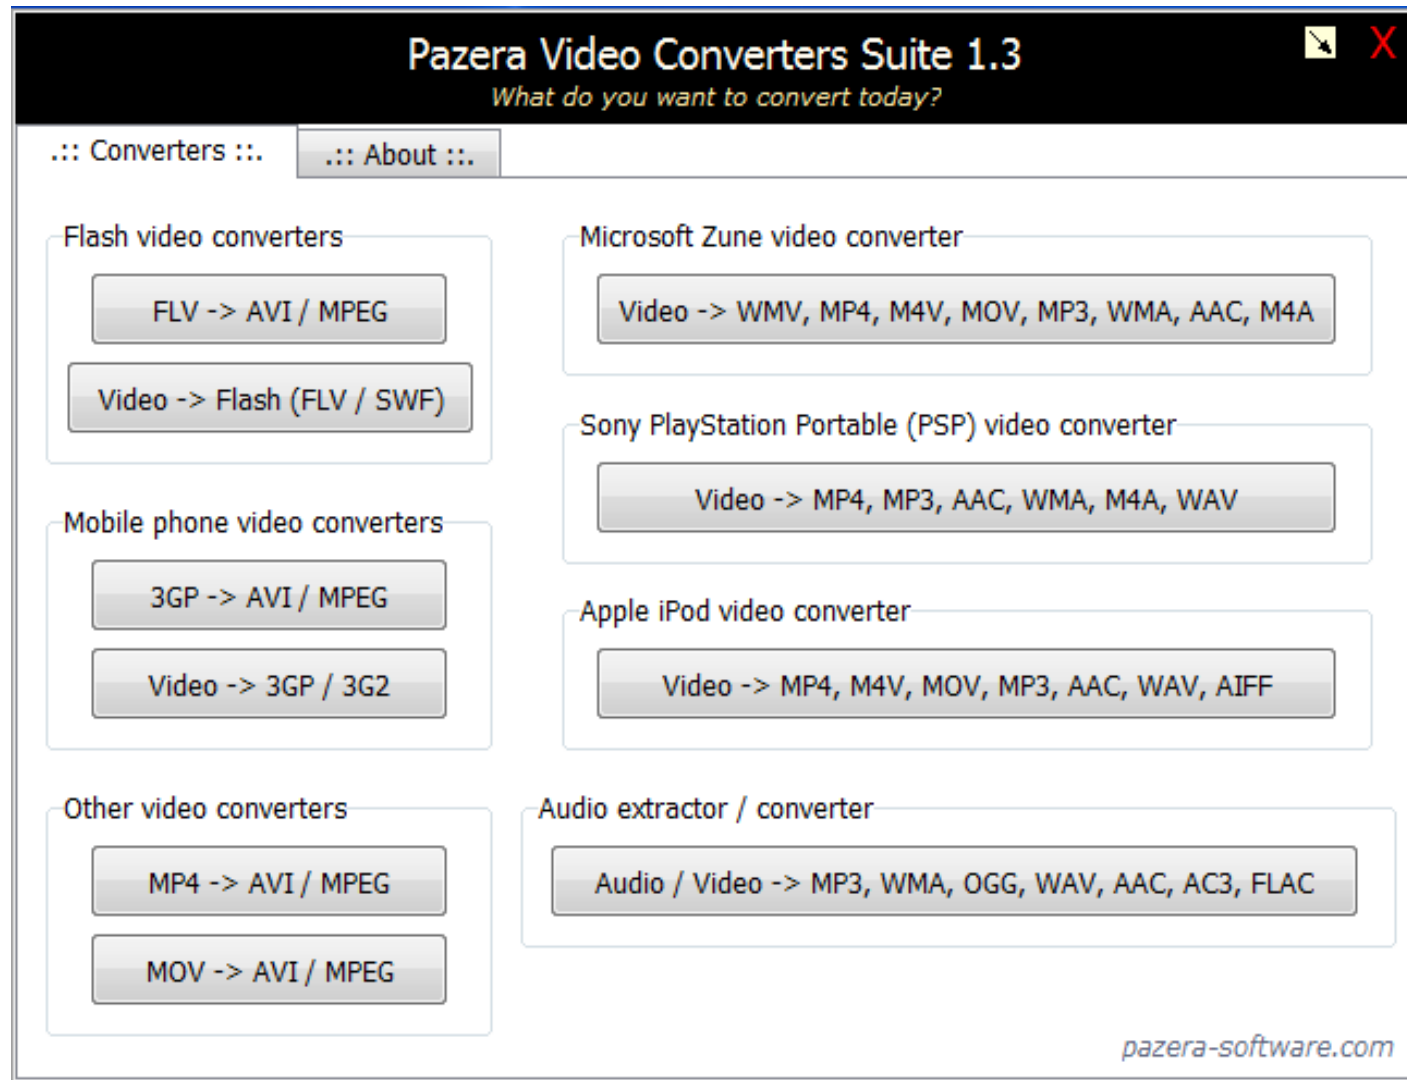 Pazera Video Converters Suite 1.3
X
What do you want to convert today?
.:: Converters ::.
.:: About ::.
Flash video converters
FLV -> AVI / MPEG
Video -> Flash (FLV / SWF)
Mobile phone video converters
3GP -> AVI / MPEG
Video -> 3GP / 3G2
Other video converters
MP4 -> AVI / MPEG
MOV -> AVI / MPEG
Microsoft Zune video converter
Video -> WMV, MP4, M4V, MOV, MP3, WMA, AAC, M4A
Sony PlayStation Portable (PSP) video converter
Video -> MP4, MP3, AAC, WMA, M4A, WAV
Apple iPod video converter
Video -> MP4, M4V, MOV, MP3, AAC, WAV, AIFF
Audio extractor / converter
Audio / Video -> MP3, WMA, OGG, WAV, AAC, AC3, FLAC
pazera-software.com